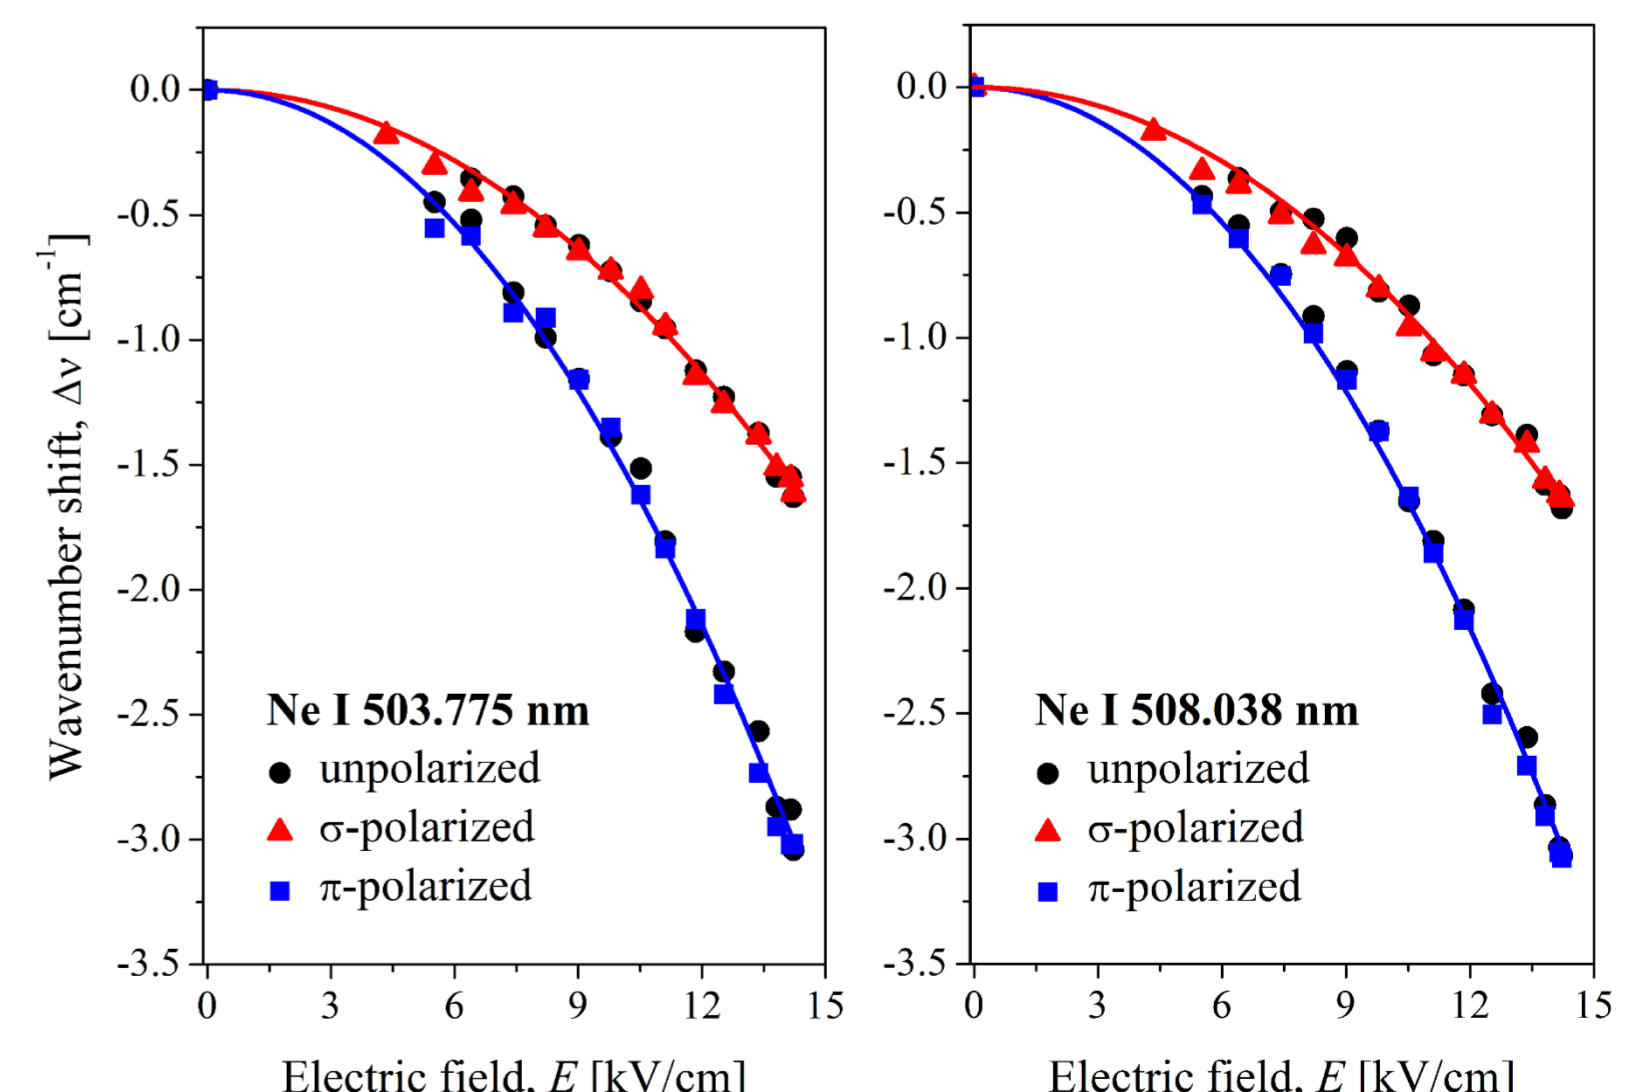 Wavenumber shift, Δν [cm⁻¹]
0.0
-0.5
-1.0
-1.5
-2.0
-2.5
-3.0
-3.5
Ne I 503.775 nm
unpolarized
σ-polarized
π-polarized
0 3 6 9 12 15
Electric field, E [kV/cm]
0.0
-0.5
-1.0
-1.5
-2.0
-2.5
-3.0
-3.5
Ne I 508.038 nm
unpolarized
σ-polarized
π-polarized
0 3 6 9 12 15
Electric field, E [kV/cm]